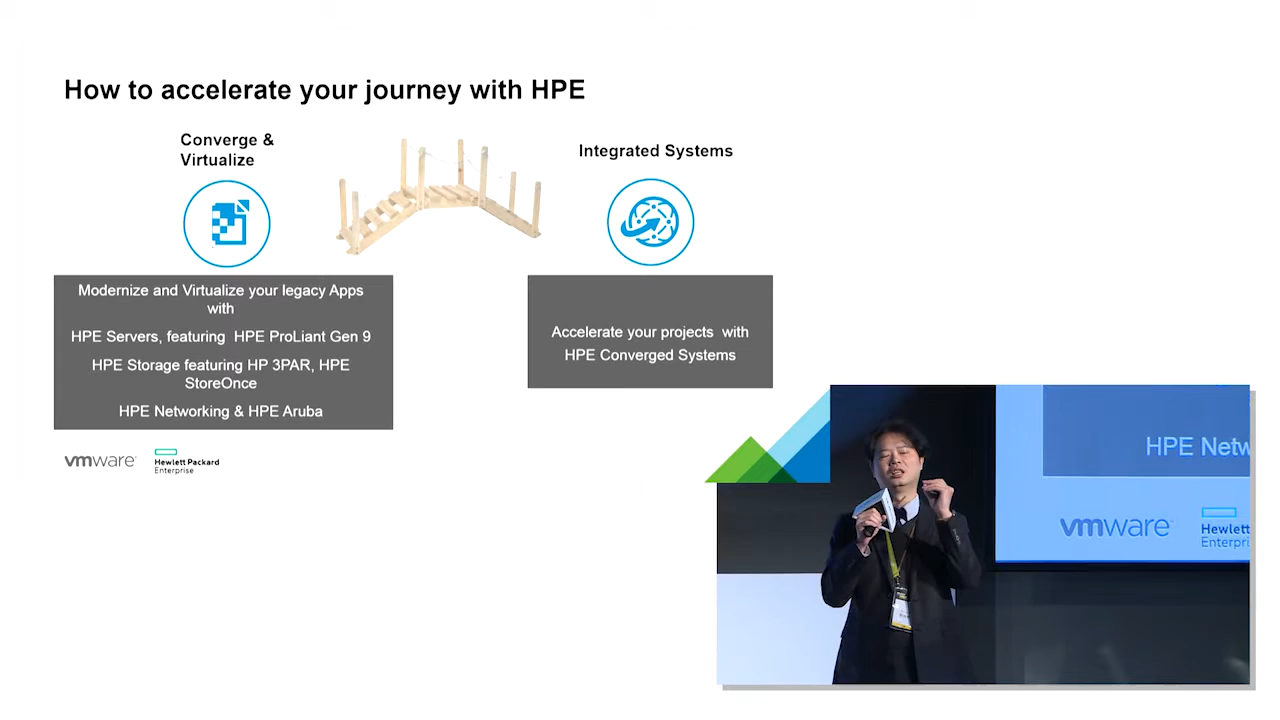 How to accelerate your journey with HPE
Converge &
Virtualize
Integrated Systems
Modernize and Virtualize your legacy Apps
with
HPE Servers, featuring HPE ProLiant Gen 9
HPE Storage featuring HP 3PAR, HPE
StoreOnce
HPE Networking & HPE Aruba
Accelerate your projects with
HPE Converged Systems
vmware
Hewlett Packard
Enterprise
HPE Netw
vmware
Hewlett
Enterpri